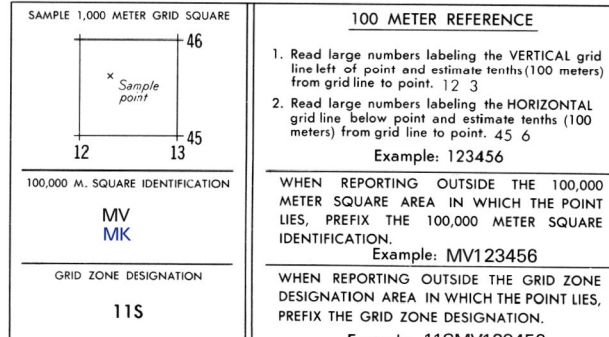 SAMPLE 1,000 METER GRID SQUARE
46
Sample
point
45
12 13
100,000 M. SQUARE IDENTIFICATION
MV
MK
GRID ZONE DESIGNATION
11S
100 METER REFERENCE
1. Read large numbers labeling the VERTICAL grid
line left of point and estimate tenths (100 meters)
from grid line to point. 12 3
2. Read large numbers labeling the HORIZONTAL
grid line below point and estimate tenths (100
meters) from grid line to point. 45 6
Example: 123456
WHEN REPORTING OUTSIDE THE 100,000
METER SQUARE AREA IN WHICH THE POINT
LIES, PREFIX THE 100,000 METER SQUARE
IDENTIFICATION.
Example: MV123456
WHEN REPORTING OUTSIDE THE GRID ZONE
DESIGNATION AREA IN WHICH THE POINT LIES,
PREFIX THE GRID ZONE DESIGNATION.